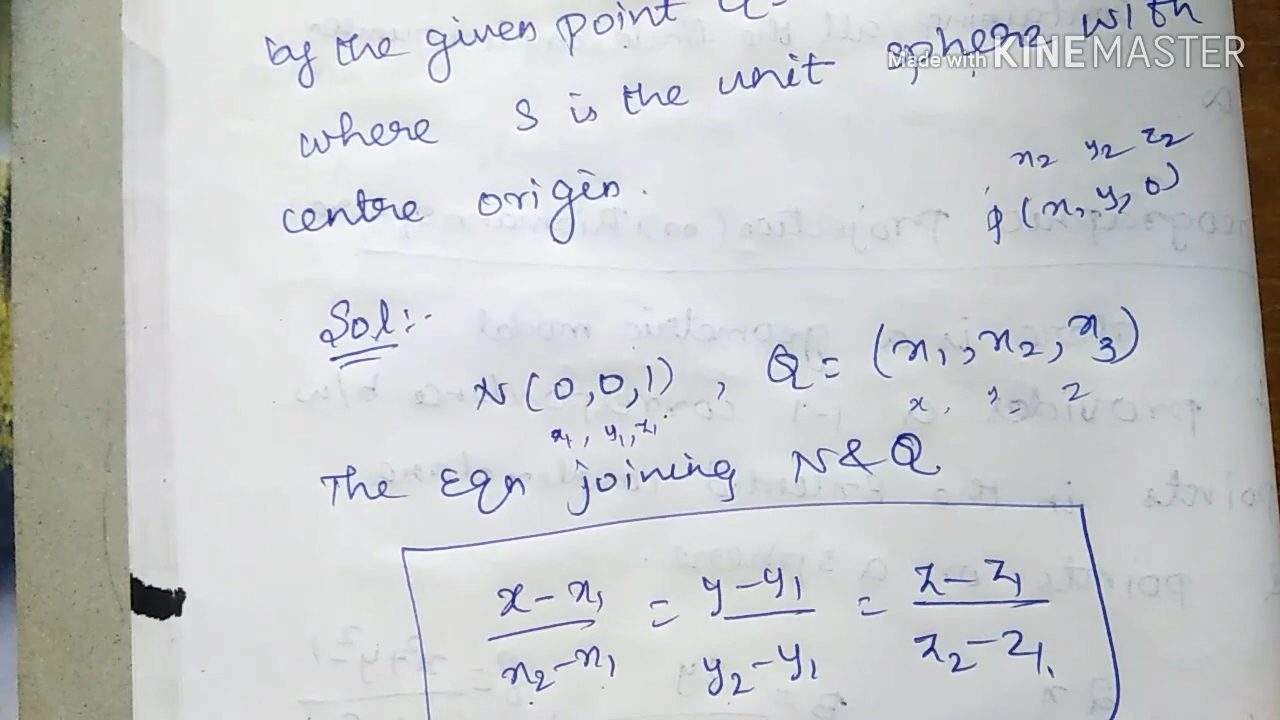 by the given point Q.
Made with KINEMASTER
where S is the unit sphere with
centre origin.
x2 y2 z2
P (x, y, 0)
Sol:-
N (0,0,1) , Q = (x1, x2, x3)
x1, y1, z1 x, y, z
The Eqn joining N & Q
x - x1 / x2 - x1 = y - y1 / y2 - y1 = z - z1 / z2 - z1